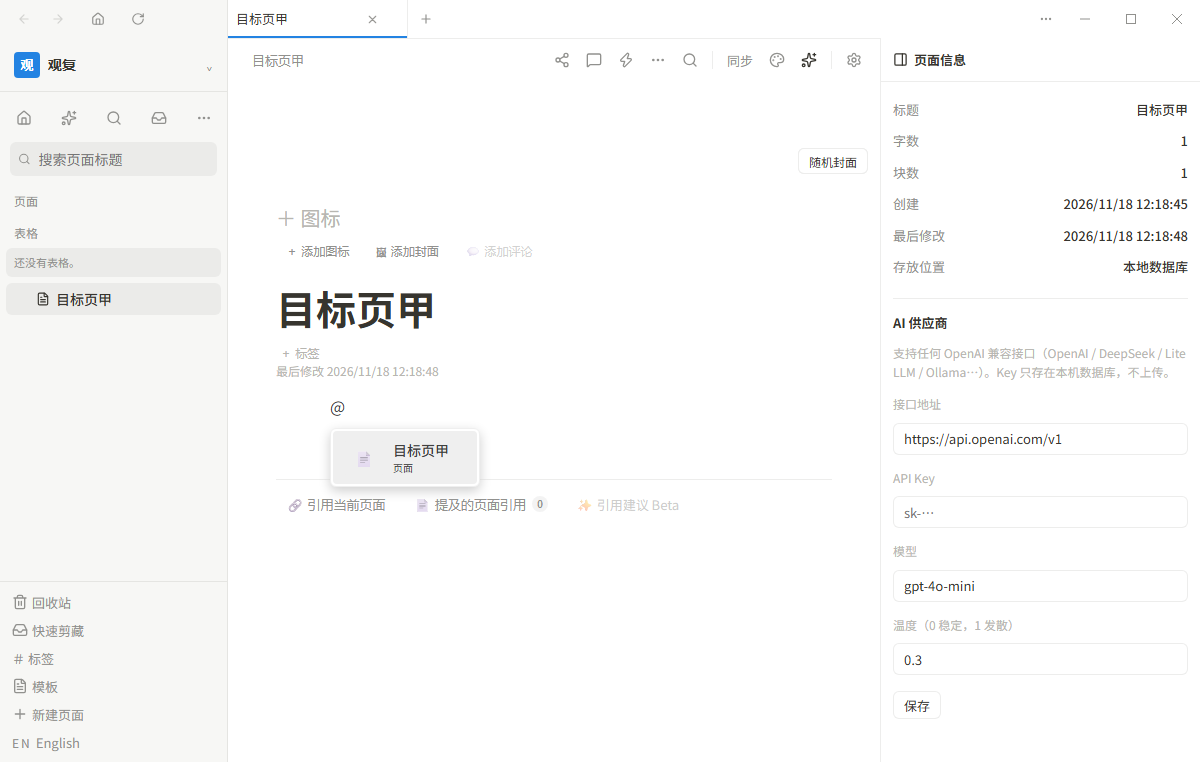 目标页甲
观 观复
搜索页面标题
页面
表格
还没有表格。
目标页甲
回收站
快速剪藏
# 标签
模板
新建页面
EN English
目标页甲
同步
随机封面
图标
+ 添加图标 添加封面 添加评论
目标页甲
+ 标签
最后修改 2026/11/18 12:18:48
@
目标页甲
页面
引用当前页面 提及的页面引用 0 引用建议 Beta
页面信息
标题 目标页甲
字数 1
块数 1
创建 2026/11/18 12:18:45
最后修改 2026/11/18 12:18:48
存放位置 本地数据库
AI 供应商
支持任何 OpenAI 兼容接口（OpenAI / DeepSeek / Lite
LLM / Ollama…）。Key 只存在本机数据库，不上传。
接口地址
https://api.openai.com/v1
API Key
sk-…
模型
gpt-4o-mini
温度（0 稳定，1 发散）
0.3
保存